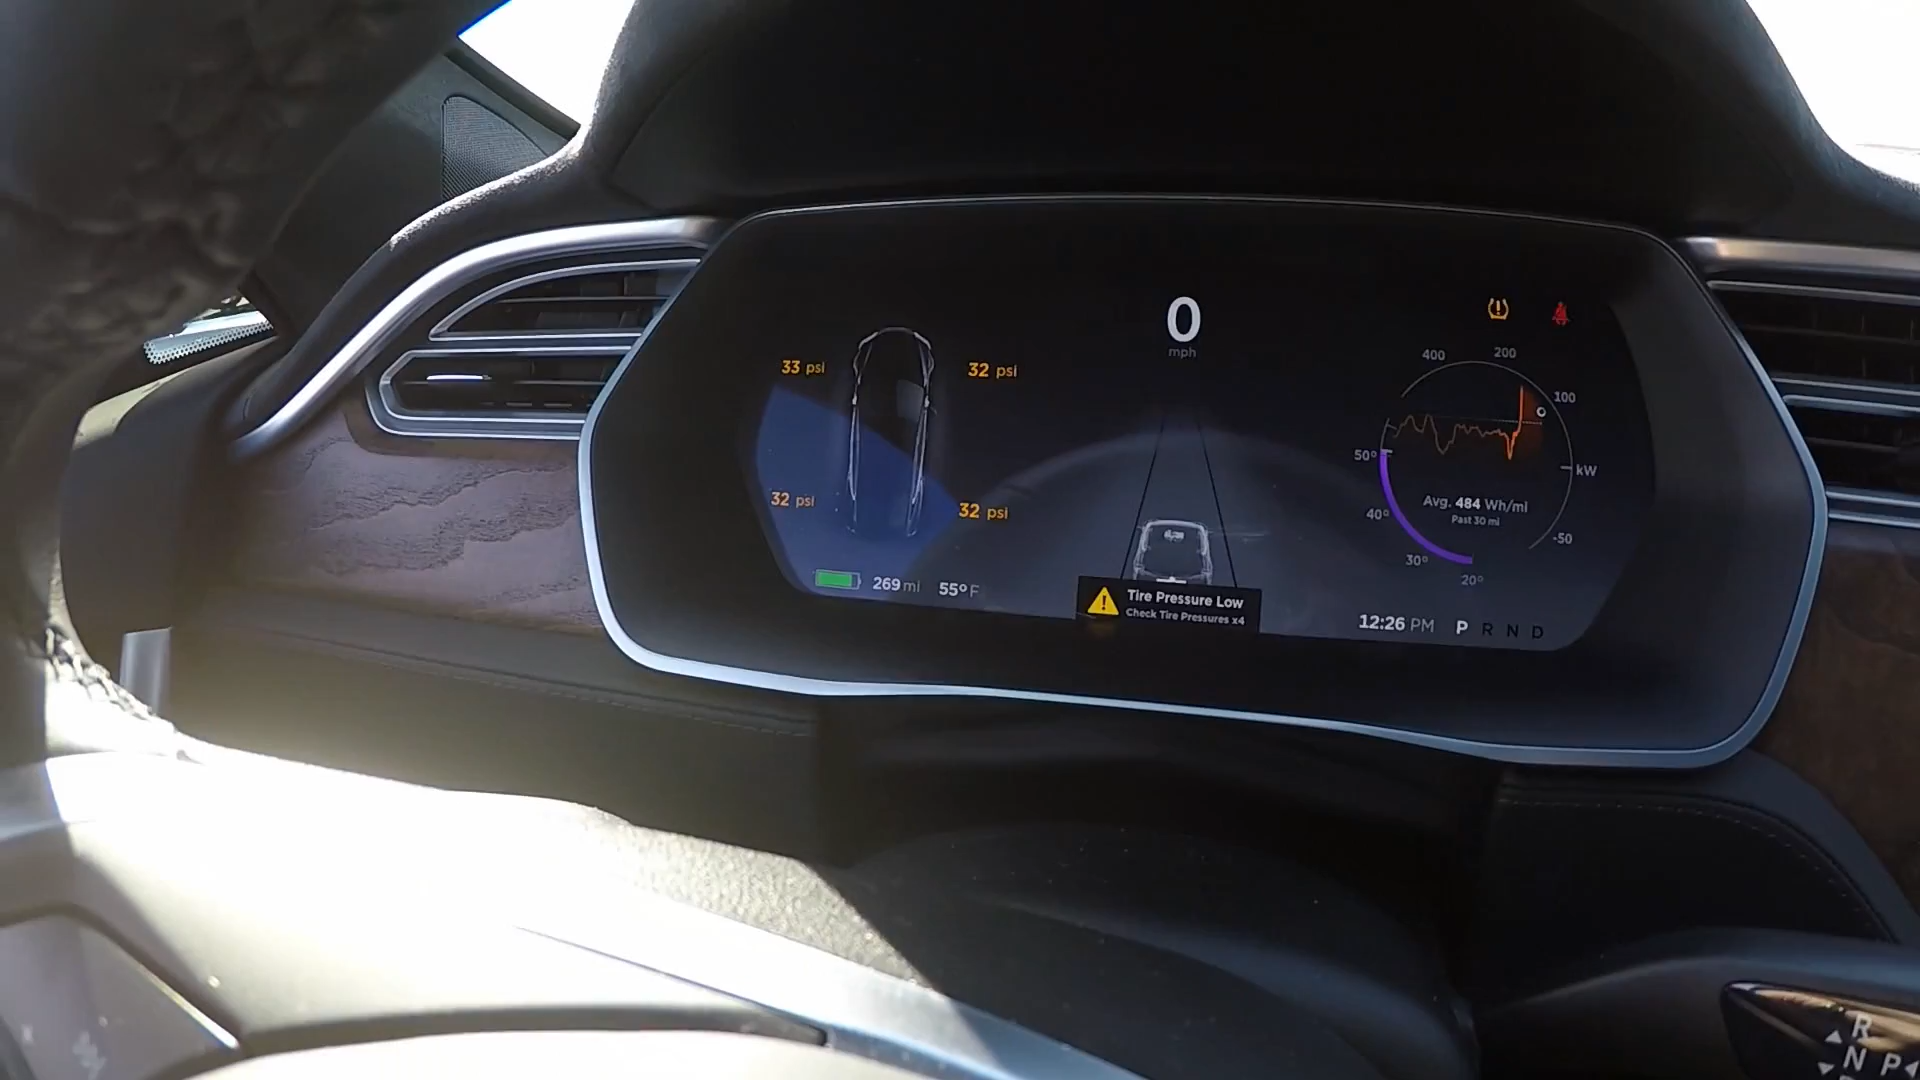 0
mph
33 psi
32 psi
32 psi
32 psi
269 mi
55° F
Tire Pressure Low
Check Tire Pressures x4
400
200
100
kW
-50
50°
40°
30°
20°
Avg. 484 Wh/mi
Past 30 mi
12:26 PM
P R N D
R
N P